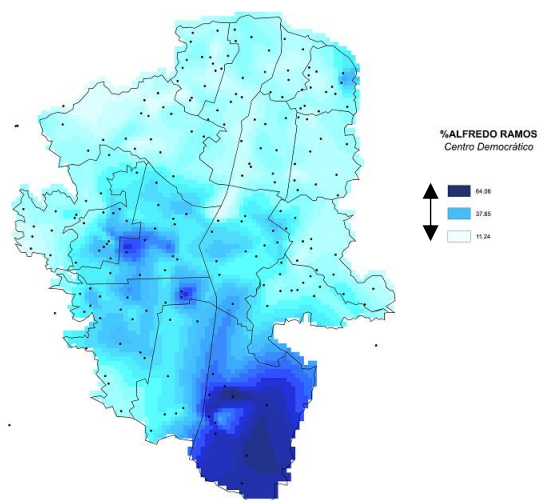 %ALFREDO RAMOS
Centro Democrático
64.06
37.65
11.24